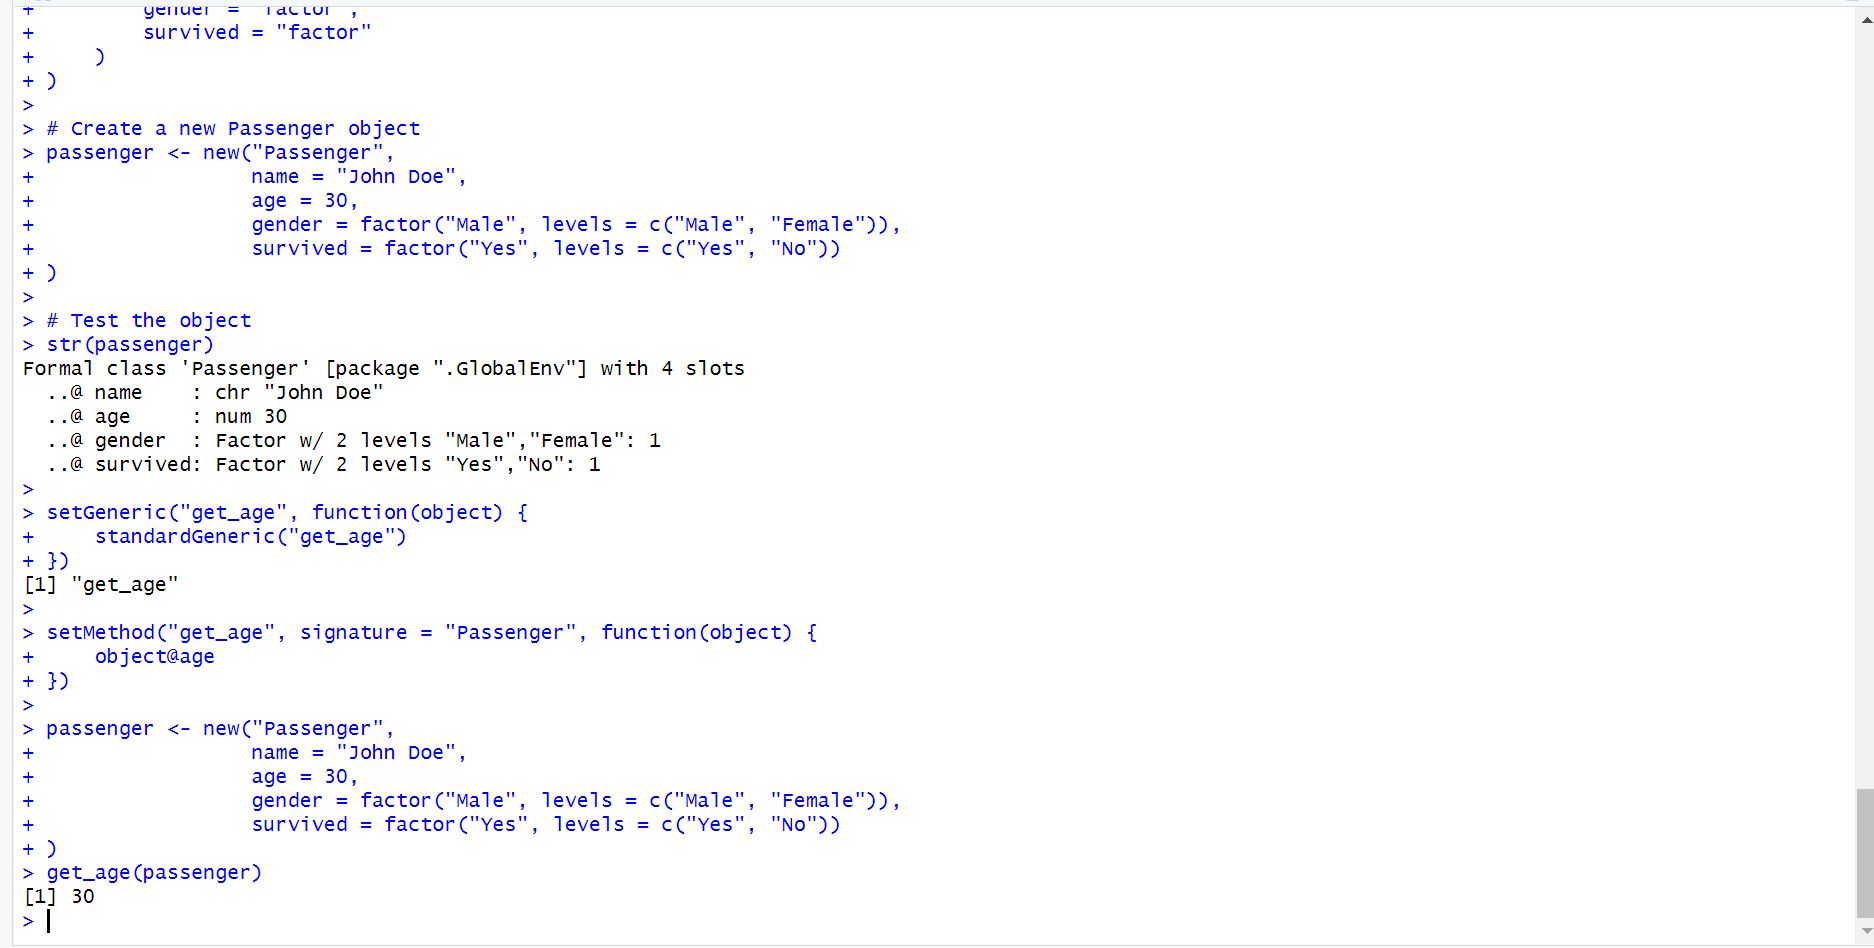 +         gender = "factor",
+         survived = "factor"
+     )
+ )
>
> # Create a new Passenger object
> passenger <- new("Passenger",
+                  name = "John Doe",
+                  age = 30,
+                  gender = factor("Male", levels = c("Male", "Female")),
+                  survived = factor("Yes", levels = c("Yes", "No"))
+ )
>
> # Test the object
> str(passenger)
Formal class 'Passenger' [package ".GlobalEnv"] with 4 slots
  ..@ name    : chr "John Doe"
  ..@ age     : num 30
  ..@ gender  : Factor w/ 2 levels "Male","Female": 1
  ..@ survived: Factor w/ 2 levels "Yes","No": 1
>
> setGeneric("get_age", function(object) {
+     standardGeneric("get_age")
+ })
[1] "get_age"
>
> setMethod("get_age", signature = "Passenger", function(object) {
+     object@age
+ })
>
> passenger <- new("Passenger",
+                  name = "John Doe",
+                  age = 30,
+                  gender = factor("Male", levels = c("Male", "Female")),
+                  survived = factor("Yes", levels = c("Yes", "No"))
+ )
> get_age(passenger)
[1] 30
>